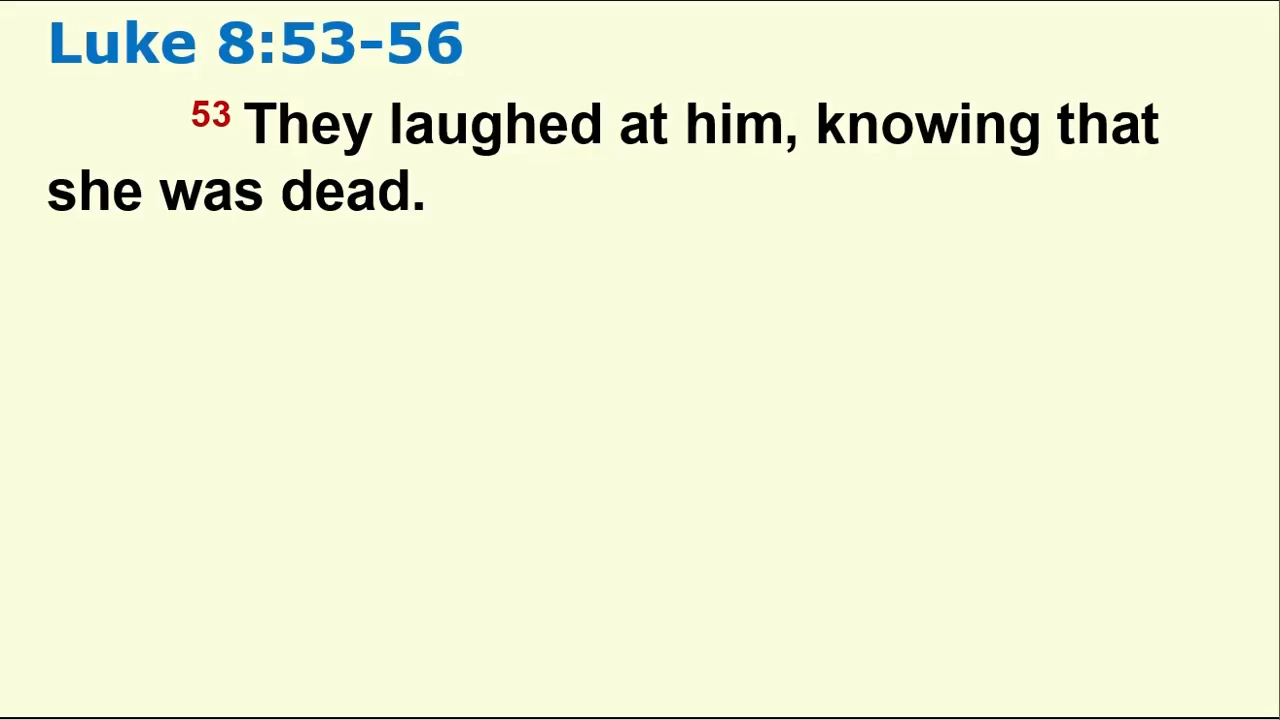 Luke 8:53-56
53 They laughed at him, knowing that
she was dead.